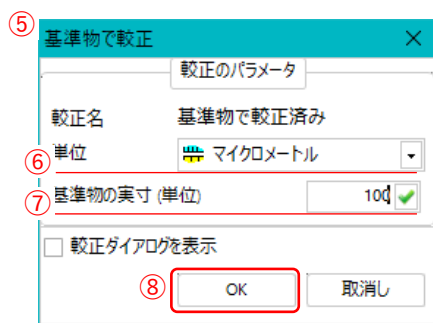 ⑤
基準物で較正
較正のパラメータ
較正名 基準物で較正済み
⑥ 単位 マイクロメートル
⑦ 基準物の実寸 (単位) 100
較正ダイアログを表示
⑧ OK 取消し